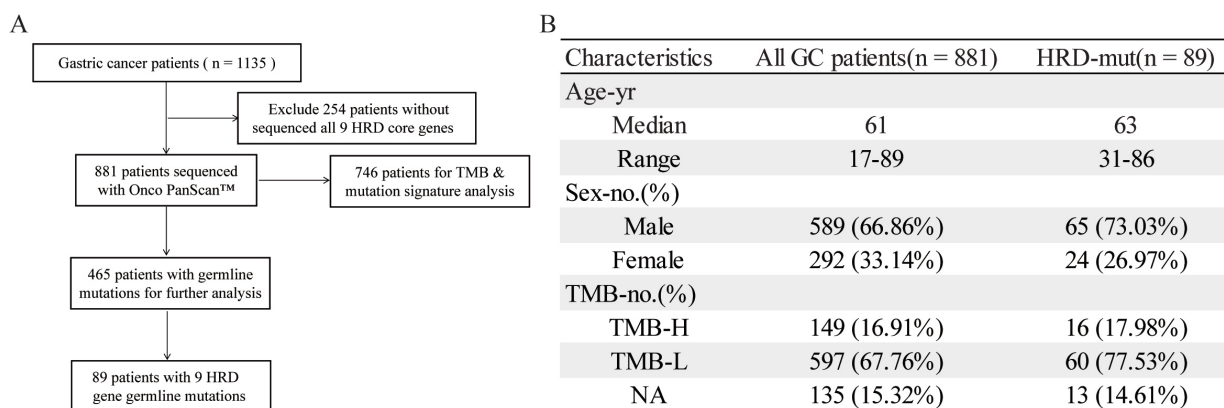 A
Gastric cancer patients ( n = 1135 )
Exclude 254 patients without
sequenced all 9 HRD core genes
881 patients sequenced
with Onco PanScan™
746 patients for TMB &
mutation signature analysis
465 patients with germline
mutations for further analysis
89 patients with 9 HRD
gene germline mutations
B
Characteristics All GC patients(n = 881) HRD-mut(n = 89)
Age-yr
Median 61 63
Range 17-89 31-86
Sex-no.(%)
Male 589 (66.86%) 65 (73.03%)
Female 292 (33.14%) 24 (26.97%)
TMB-no.(%)
TMB-H 149 (16.91%) 16 (17.98%)
TMB-L 597 (67.76%) 60 (77.53%)
NA 135 (15.32%) 13 (14.61%)